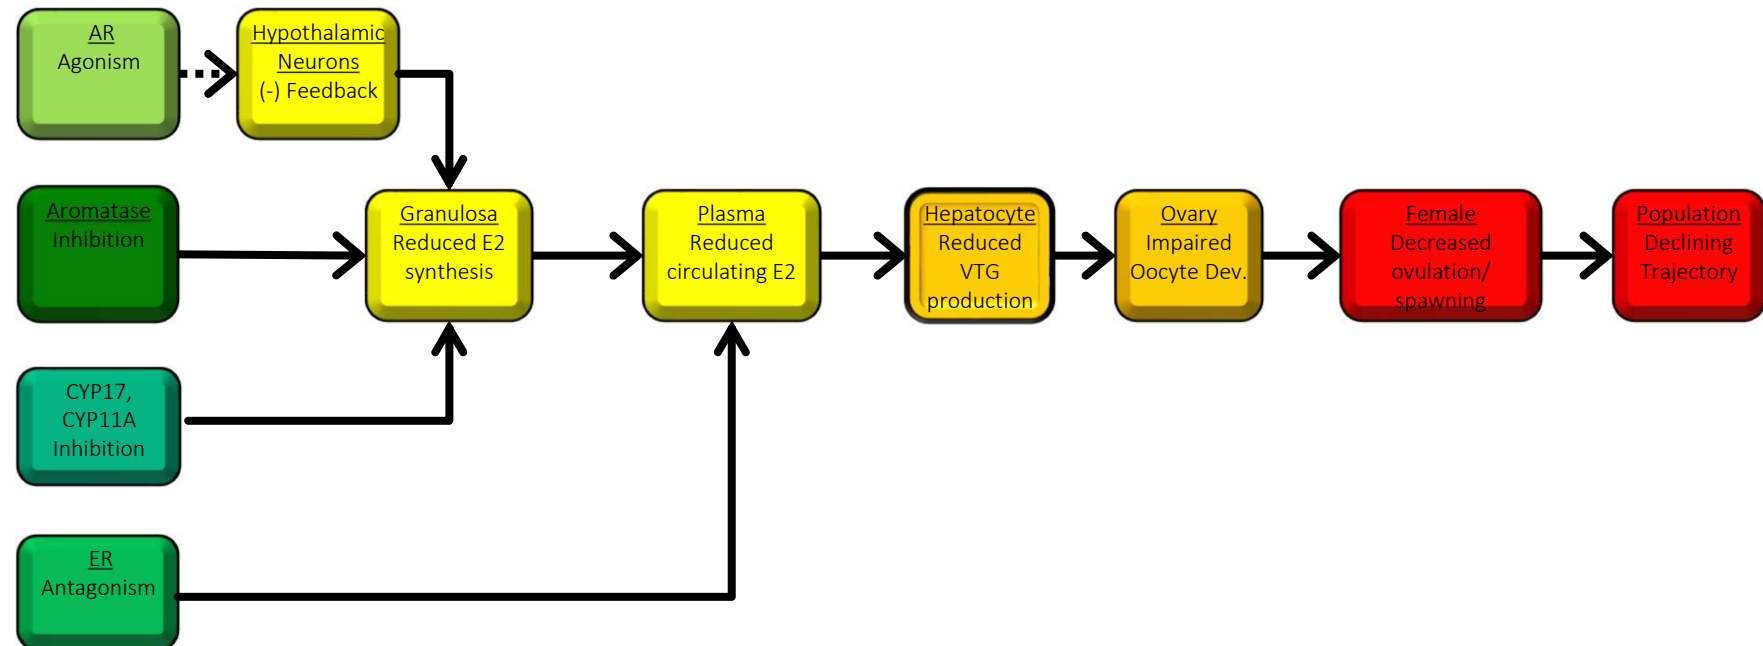 AR
Agonism
Hypothalamic
Neurons
(-) Feedback
Aromatase
Inhibition
Granulosa
Reduced E2
synthesis
Plasma
Reduced
circulating E2
Hepatocyte
Reduced
VTG
production
Ovary
Impaired
Oocyte Dev.
Female
Decreased
ovulation/
spawning
Population
Declining
Trajectory
CYP17,
CYP11A
Inhibition
ER
Antagonism